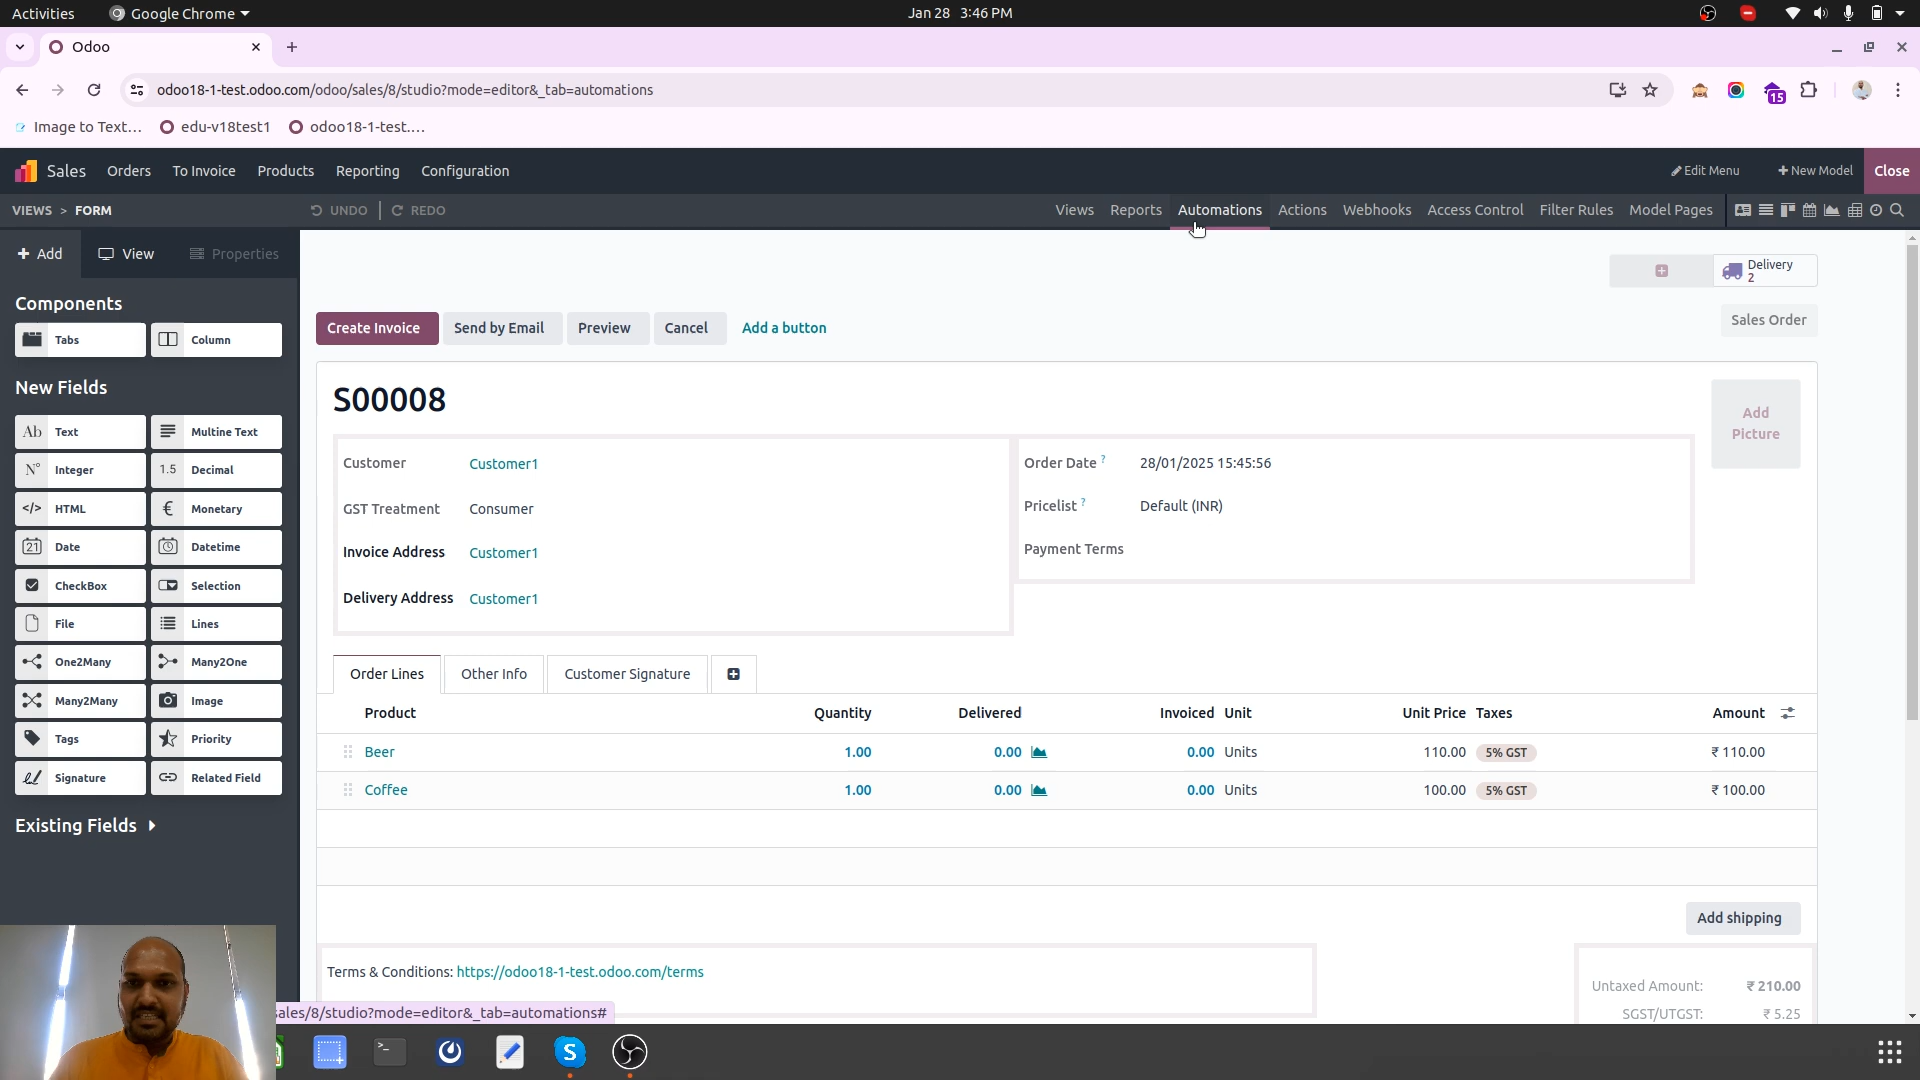 Activities
Google Chrome
Jan 28 3:46 PM
Odoo
odoo18-1-test.odoo.com/odoo/sales/8/studio?mode=editor&_tab=automations
15
Image to Text...
edu-v18test1
odoo18-1-test....
Sales
Orders
To Invoice
Products
Reporting
Configuration
Edit Menu
New Model
Close
VIEWS > FORM
UNDO
REDO
Views
Reports
Automations
Actions
Webhooks
Access Control
Filter Rules
Model Pages
Add
View
Properties
Delivery
2
Components
Tabs
Column
Create Invoice
Send by Email
Preview
Cancel
Add a button
Sales Order
New Fields
Ab Text
Multine Text
N° Integer
1.5 Decimal
</> HTML
€ Monetary
21 Date
Datetime
CheckBox
Selection
File
Lines
One2Many
Many2One
Many2Many
Image
Tags
Priority
Signature
Related Field
Existing Fields
S00008
Add
Picture
Customer Customer1
GST Treatment Consumer
Invoice Address Customer1
Delivery Address Customer1
Order Date ? 28/01/2025 15:45:56
Pricelist ? Default (INR)
Payment Terms
Order Lines
Other Info
Customer Signature
Product Quantity Delivered Invoiced Unit Unit Price Taxes Amount
Beer 1.00 0.00 0.00 Units 110.00 5% GST ₹ 110.00
Coffee 1.00 0.00 0.00 Units 100.00 5% GST ₹ 100.00
Add shipping
Terms & Conditions: https://odoo18-1-test.odoo.com/terms
Untaxed Amount: ₹ 210.00
SGST/UTGST: ₹ 5.25
sales/8/studio?mode=editor&_tab=automations#